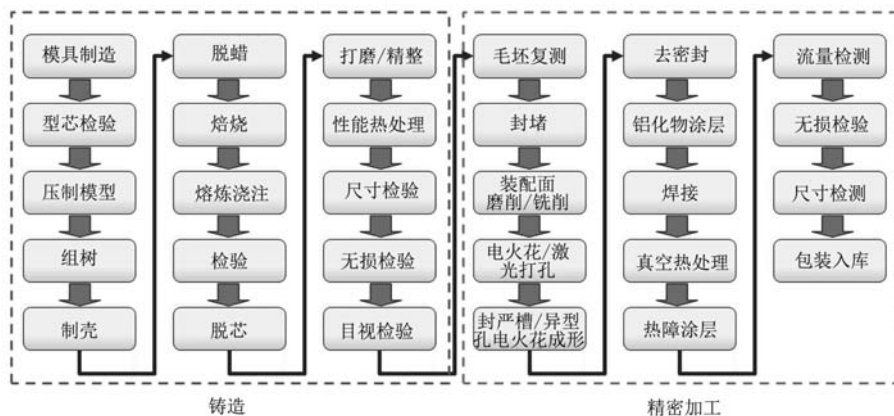 模具制造
型芯检验
压制模型
组树
制壳
脱蜡
焙烧
熔炼浇注
检验
脱芯
打磨/精整
性能热处理
尺寸检验
无损检验
目视检验
毛坯复测
封堵
装配面
磨削/铣削
电火花/激
光打孔
封严槽/异型
孔电火花成形
去密封
铝化物涂层
焊接
真空热处理
热障涂层
流量检测
无损检验
尺寸检测
包装入库
铸造
精密加工